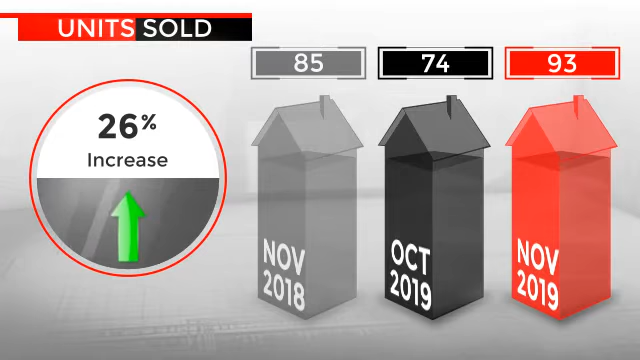 UNITS SOLD
85
74
93
26%
Increase
NOV
2018
OCT
2019
NOV
2019